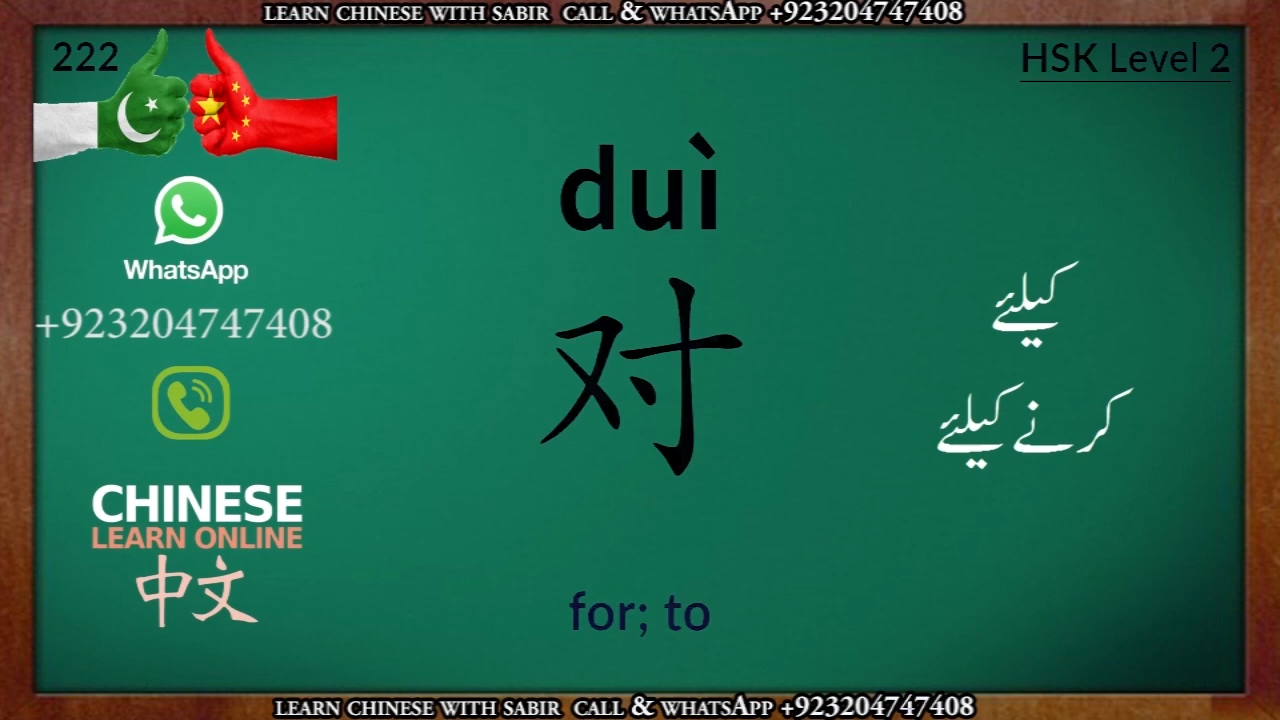 LEARN CHINESE WITH SABIR CALL & WHATSAPP +923204747408
222
HSK Level 2
duì
WhatsApp
对
کیلئے
+923204747408
کرنے کیلئے
CHINESE
LEARN ONLINE
中文
for; to
LEARN CHINESE WITH SABIR CALL & WHATSAPP +923204747408